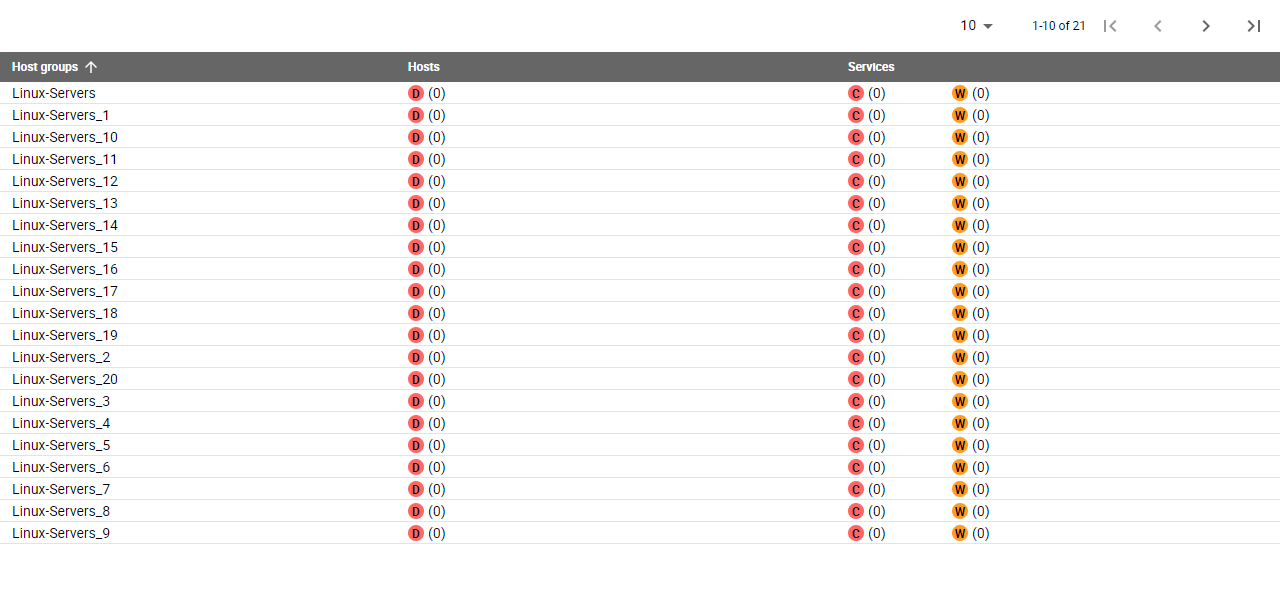 10 1-10 of 21
Host groups Hosts Services
Linux-Servers D (0) C (0) W (0)
Linux-Servers_1 D (0) C (0) W (0)
Linux-Servers_10 D (0) C (0) W (0)
Linux-Servers_11 D (0) C (0) W (0)
Linux-Servers_12 D (0) C (0) W (0)
Linux-Servers_13 D (0) C (0) W (0)
Linux-Servers_14 D (0) C (0) W (0)
Linux-Servers_15 D (0) C (0) W (0)
Linux-Servers_16 D (0) C (0) W (0)
Linux-Servers_17 D (0) C (0) W (0)
Linux-Servers_18 D (0) C (0) W (0)
Linux-Servers_19 D (0) C (0) W (0)
Linux-Servers_2 D (0) C (0) W (0)
Linux-Servers_20 D (0) C (0) W (0)
Linux-Servers_3 D (0) C (0) W (0)
Linux-Servers_4 D (0) C (0) W (0)
Linux-Servers_5 D (0) C (0) W (0)
Linux-Servers_6 D (0) C (0) W (0)
Linux-Servers_7 D (0) C (0) W (0)
Linux-Servers_8 D (0) C (0) W (0)
Linux-Servers_9 D (0) C (0) W (0)